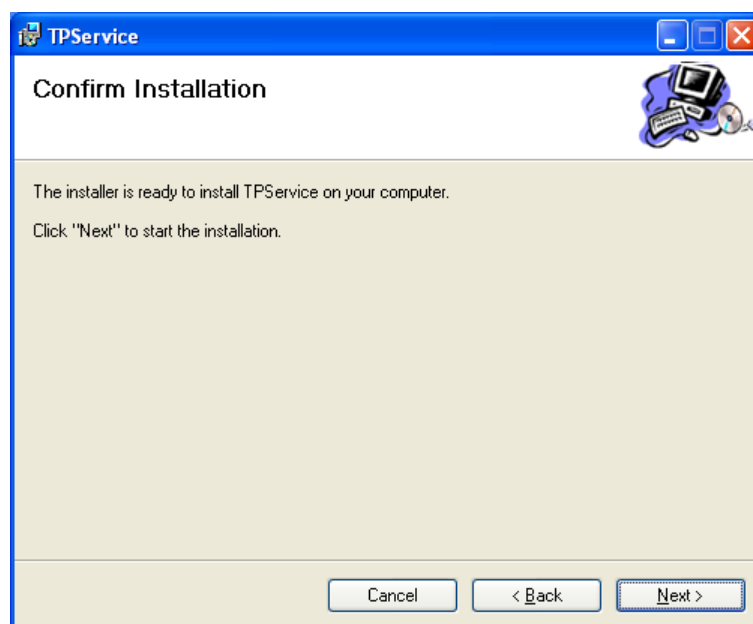 TPService
Confirm Installation
The installer is ready to install TPService on your computer.
Click "Next" to start the installation.
Cancel
< Back
Next >